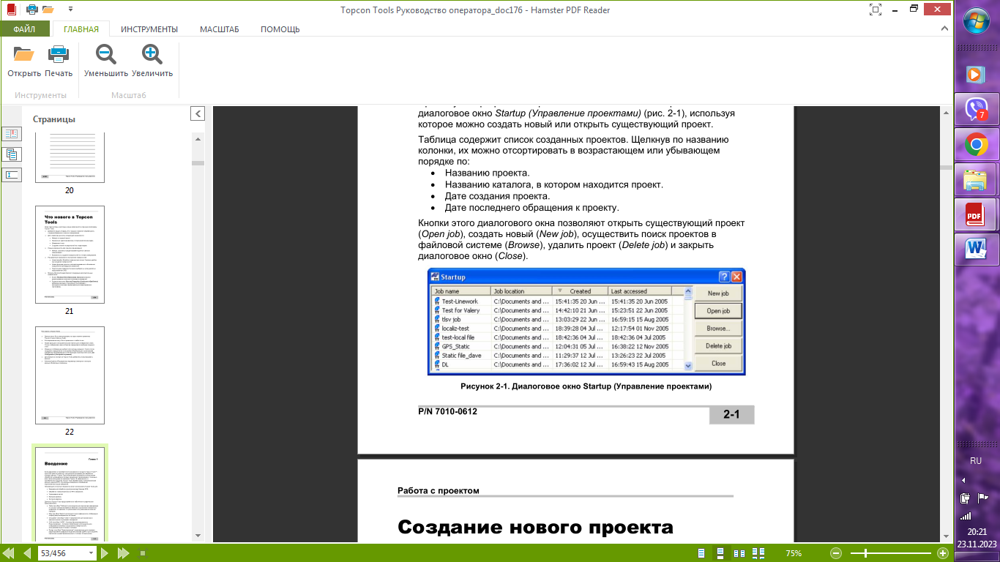 Topcon Tools Руководство оператора_doc176 - Hamster PDF Reader
ФАЙЛ ГЛАВНАЯ ИНСТРУМЕНТЫ МАСШТАБ ПОМОЩЬ
Открыть Печать Уменьшить Увеличить
Инструменты Масштаб
Страницы
20
Что нового в Topcon
Tools
21
22
Глава 1
Введение
диалоговое окно Startup (Управление проектами) (рис. 2-1), используя
которое можно создать новый или открыть существующий проект.
Таблица содержит список созданных проектов. Щелкнув по названию
колонки, их можно отсортировать в возрастающем или убывающем
порядке по:
• Названию проекта.
• Названию каталога, в котором находится проект.
• Дате создания проекта.
• Дате последнего обращения к проекту.
Кнопки этого диалогового окна позволяют открыть существующий проект
(Open job), создать новый (New job), осуществить поиск проектов в
файловой системе (Browse), удалить проект (Delete job) и закрыть
диалоговое окно (Close).
Startup
Job name Job location Created Last accessed
Test-Linework C:\Documents and ... 15:41:35 20 Jun ... 15:41:35 20 Jun 2005
Test for Valery C:\Documents and ... 14:42:10 21 Jun ... 15:23:51 22 Jun 2005
tlsv job C:\Documents and ... 13:03:29 22 Jun ... 16:59:15 15 Aug 2005
localiz-test C:\Documents and ... 18:39:28 04 Jul ... 12:17:54 01 Nov 2005
test-local file C:\Documents and ... 18:42:36 04 Jul ... 18:42:36 04 Jul 2005
GPS_Static C:\Documents and ... 12:04:31 05 Jul ... 16:38:22 12 Nov 2005
Static file_dave C:\Documents and ... 11:29:37 12 Jul ... 13:26:23 22 Jul 2005
DL C:\Documents and ... 17:36:02 12 Jul ... 16:59:43 15 Aug 2005
New job
Open job
Browse...
Delete job
Close
Рисунок 2-1. Диалоговое окно Startup (Управление проектами)
P/N 7010-0612
2-1
Работа с проектом
Создание нового проекта
53/456
75%
7
PDF
RU
20:21
23.11.2023